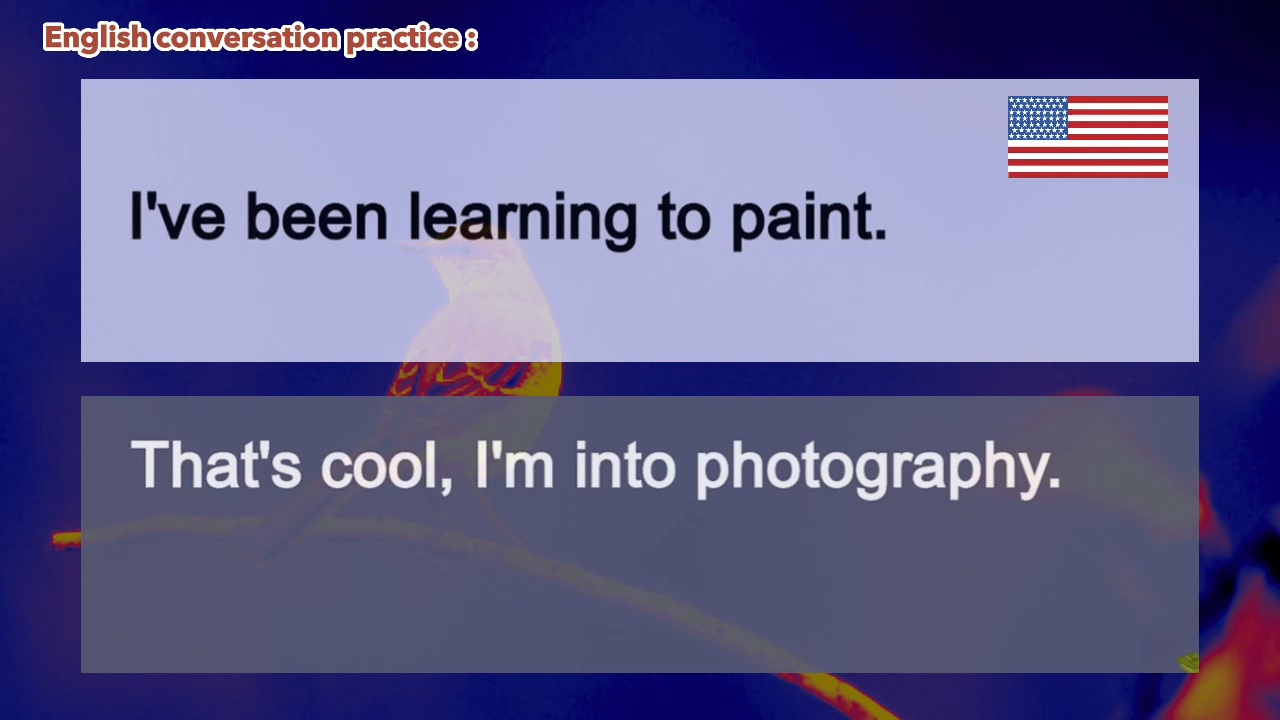 English conversation practice :
I've been learning to paint.
That's cool, I'm into photography.